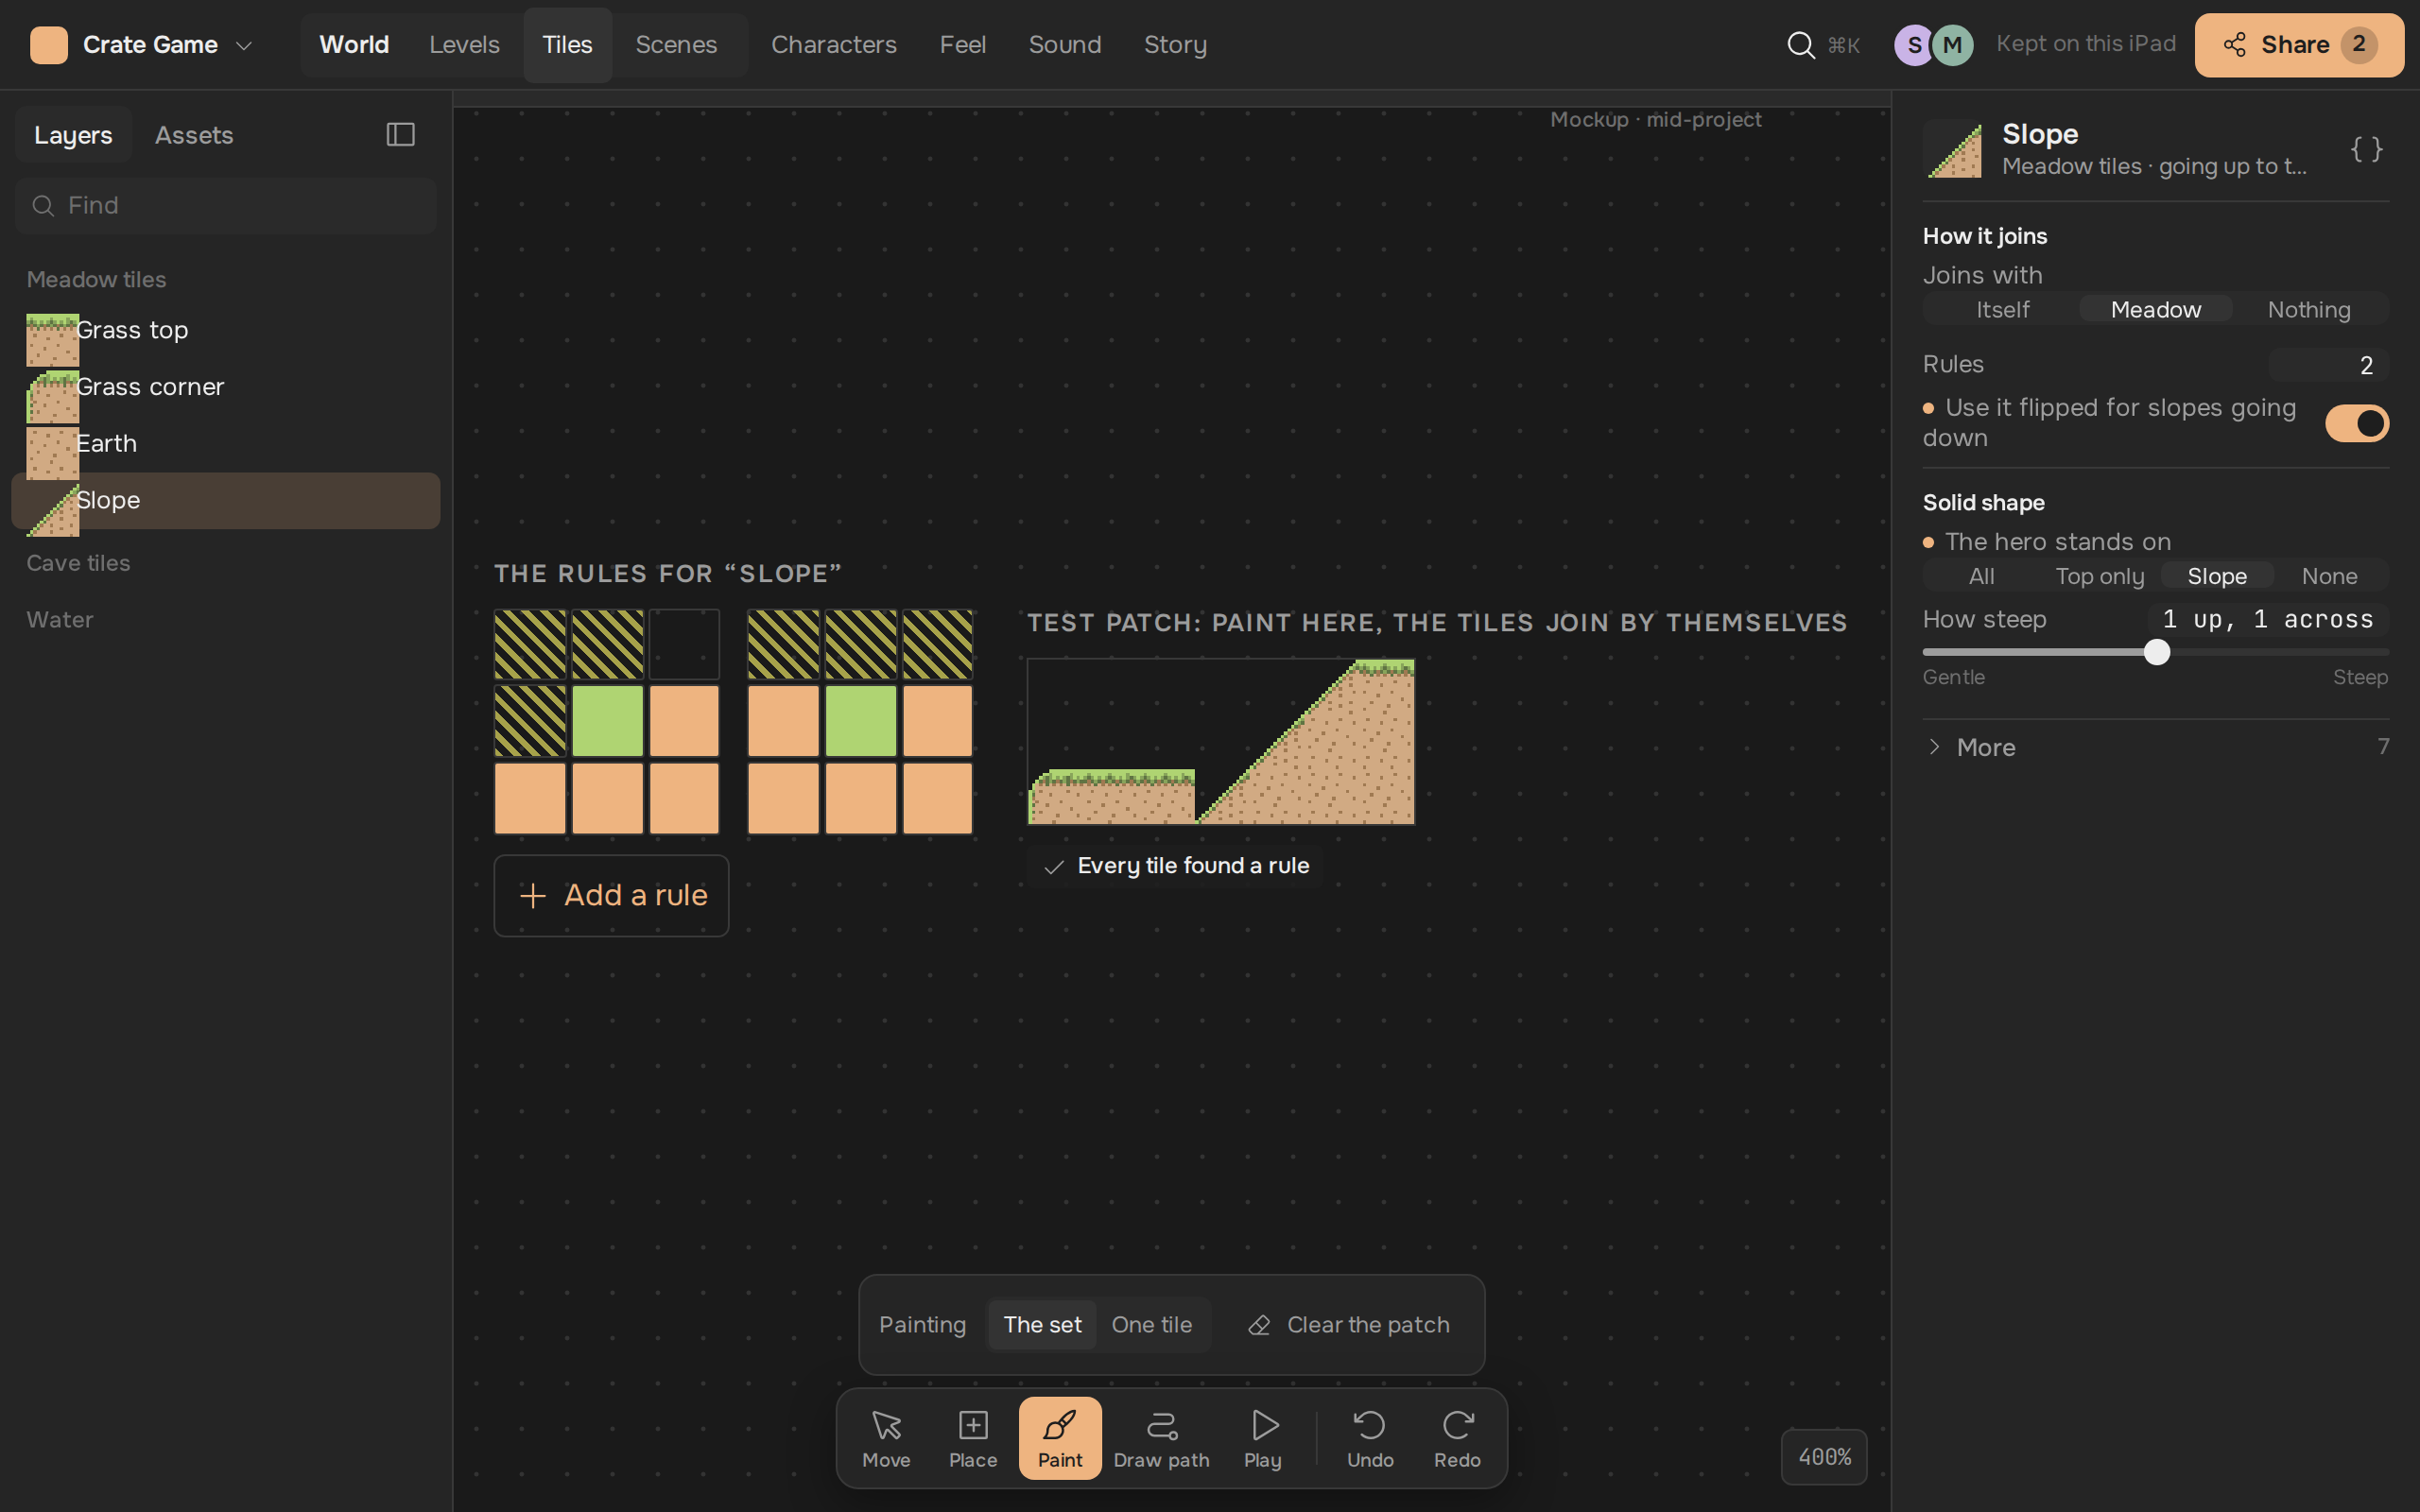 Crate Game
World
Levels
Tiles
Scenes
Characters
Feel
Sound
Story
⌘K
S
M
Kept on this iPad
Share 2
Layers
Assets
Find
Meadow tiles
Grass top
Grass corner
Earth
Slope
Cave tiles
Water
Mockup · mid-project
THE RULES FOR “SLOPE”
Add a rule
TEST PATCH: PAINT HERE, THE TILES JOIN BY THEMSELVES
Every tile found a rule
Painting
The set
One tile
Clear the patch
Move
Place
Paint
Draw path
Play
Undo
Redo
400%
Slope
Meadow tiles · going up to t...
{ }
How it joins
Joins with
Itself
Meadow
Nothing
Rules
2
Use it flipped for slopes going
down
Solid shape
The hero stands on
All
Top only
Slope
None
How steep
1 up, 1 across
Gentle
Steep
More
7